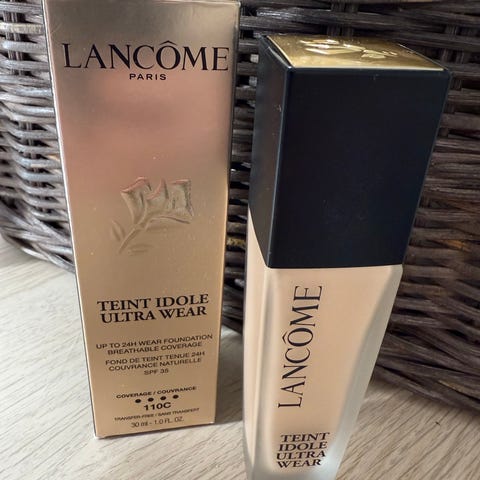 LANCÔME
PARIS
TEINT IDOLE
ULTRA WEAR
UP TO 24H WEAR FOUNDATION
BREATHABLE COVERAGE
FOND DE TEINT TENUE 24H
COUVRANCE NATURELLE
SPF 35
COVERAGE / COUVRANCE
110C
TRANSFER-FREE / SANS TRANSFERT
30 ml - 1.0 FL. OZ.
LANCÔME
TEINT
IDOLE
ULTRA
WEAR